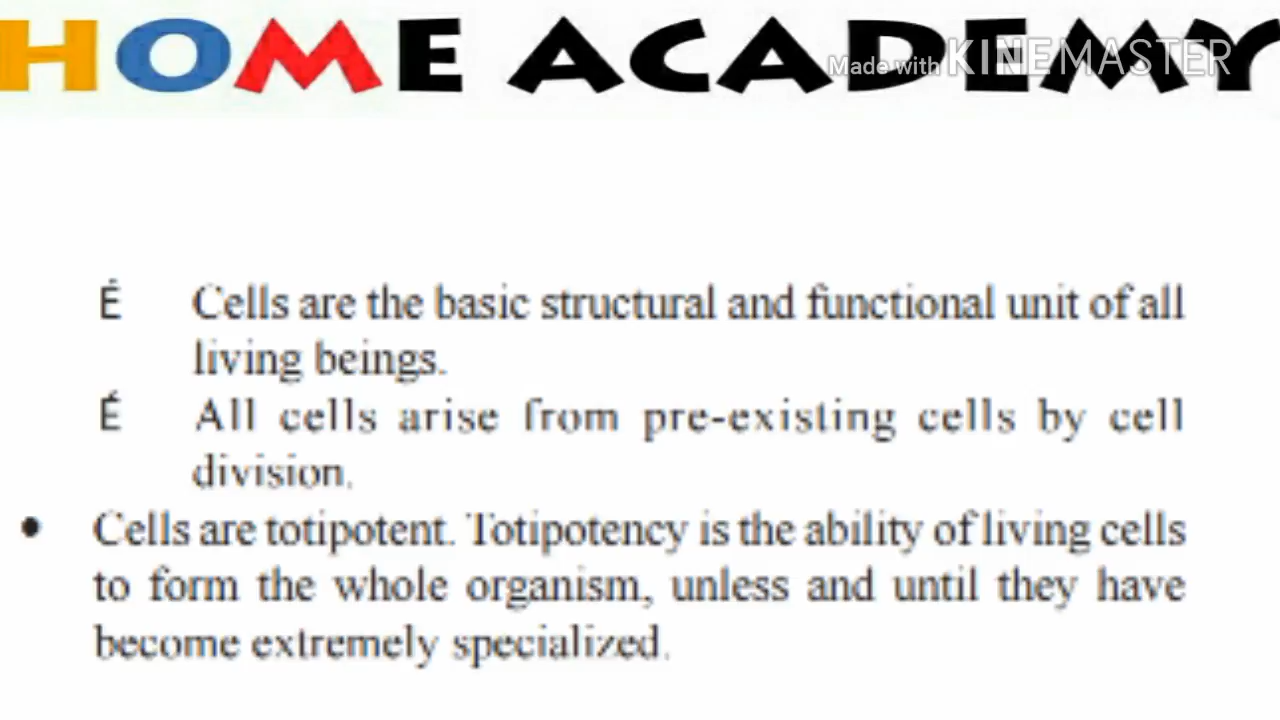 HOME ACADEMY
Made with KINEMASTER
É Cells are the basic structural and functional unit of all
living beings.
É All cells arise from pre-existing cells by cell
division.
• Cells are totipotent. Totipotency is the ability of living cells
to form the whole organism, unless and until they have
become extremely specialized.